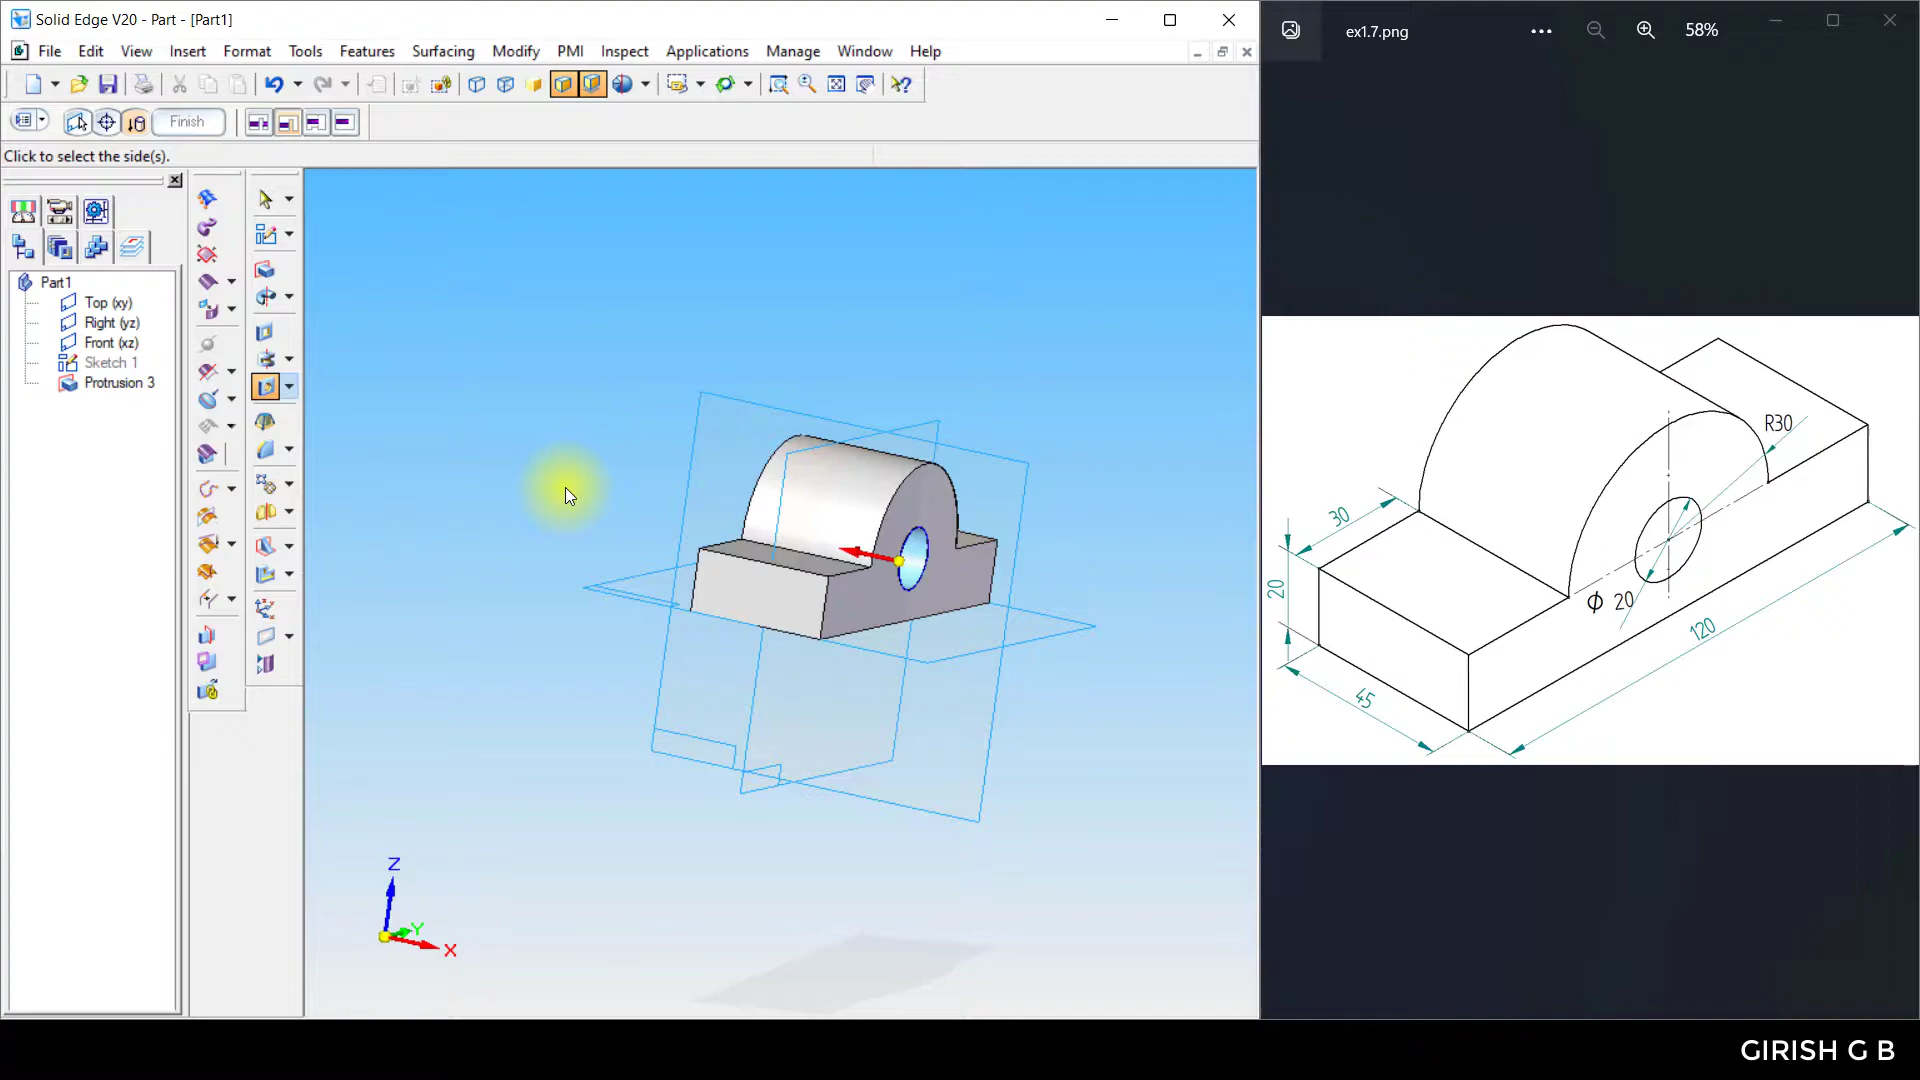 Solid Edge V20 - Part - [Part1]
File Edit View Insert Format Tools Features Surfacing Modify PMI Inspect Applications Manage Window Help
Finish
Click to select the side(s).
Part1
Top (xy)
Right (yz)
Front (xz)
Sketch 1
Protrusion 3
Z
Y
X
ex1.7.png
58%
R30
30
20
Φ 20
120
45
GIRISH G B